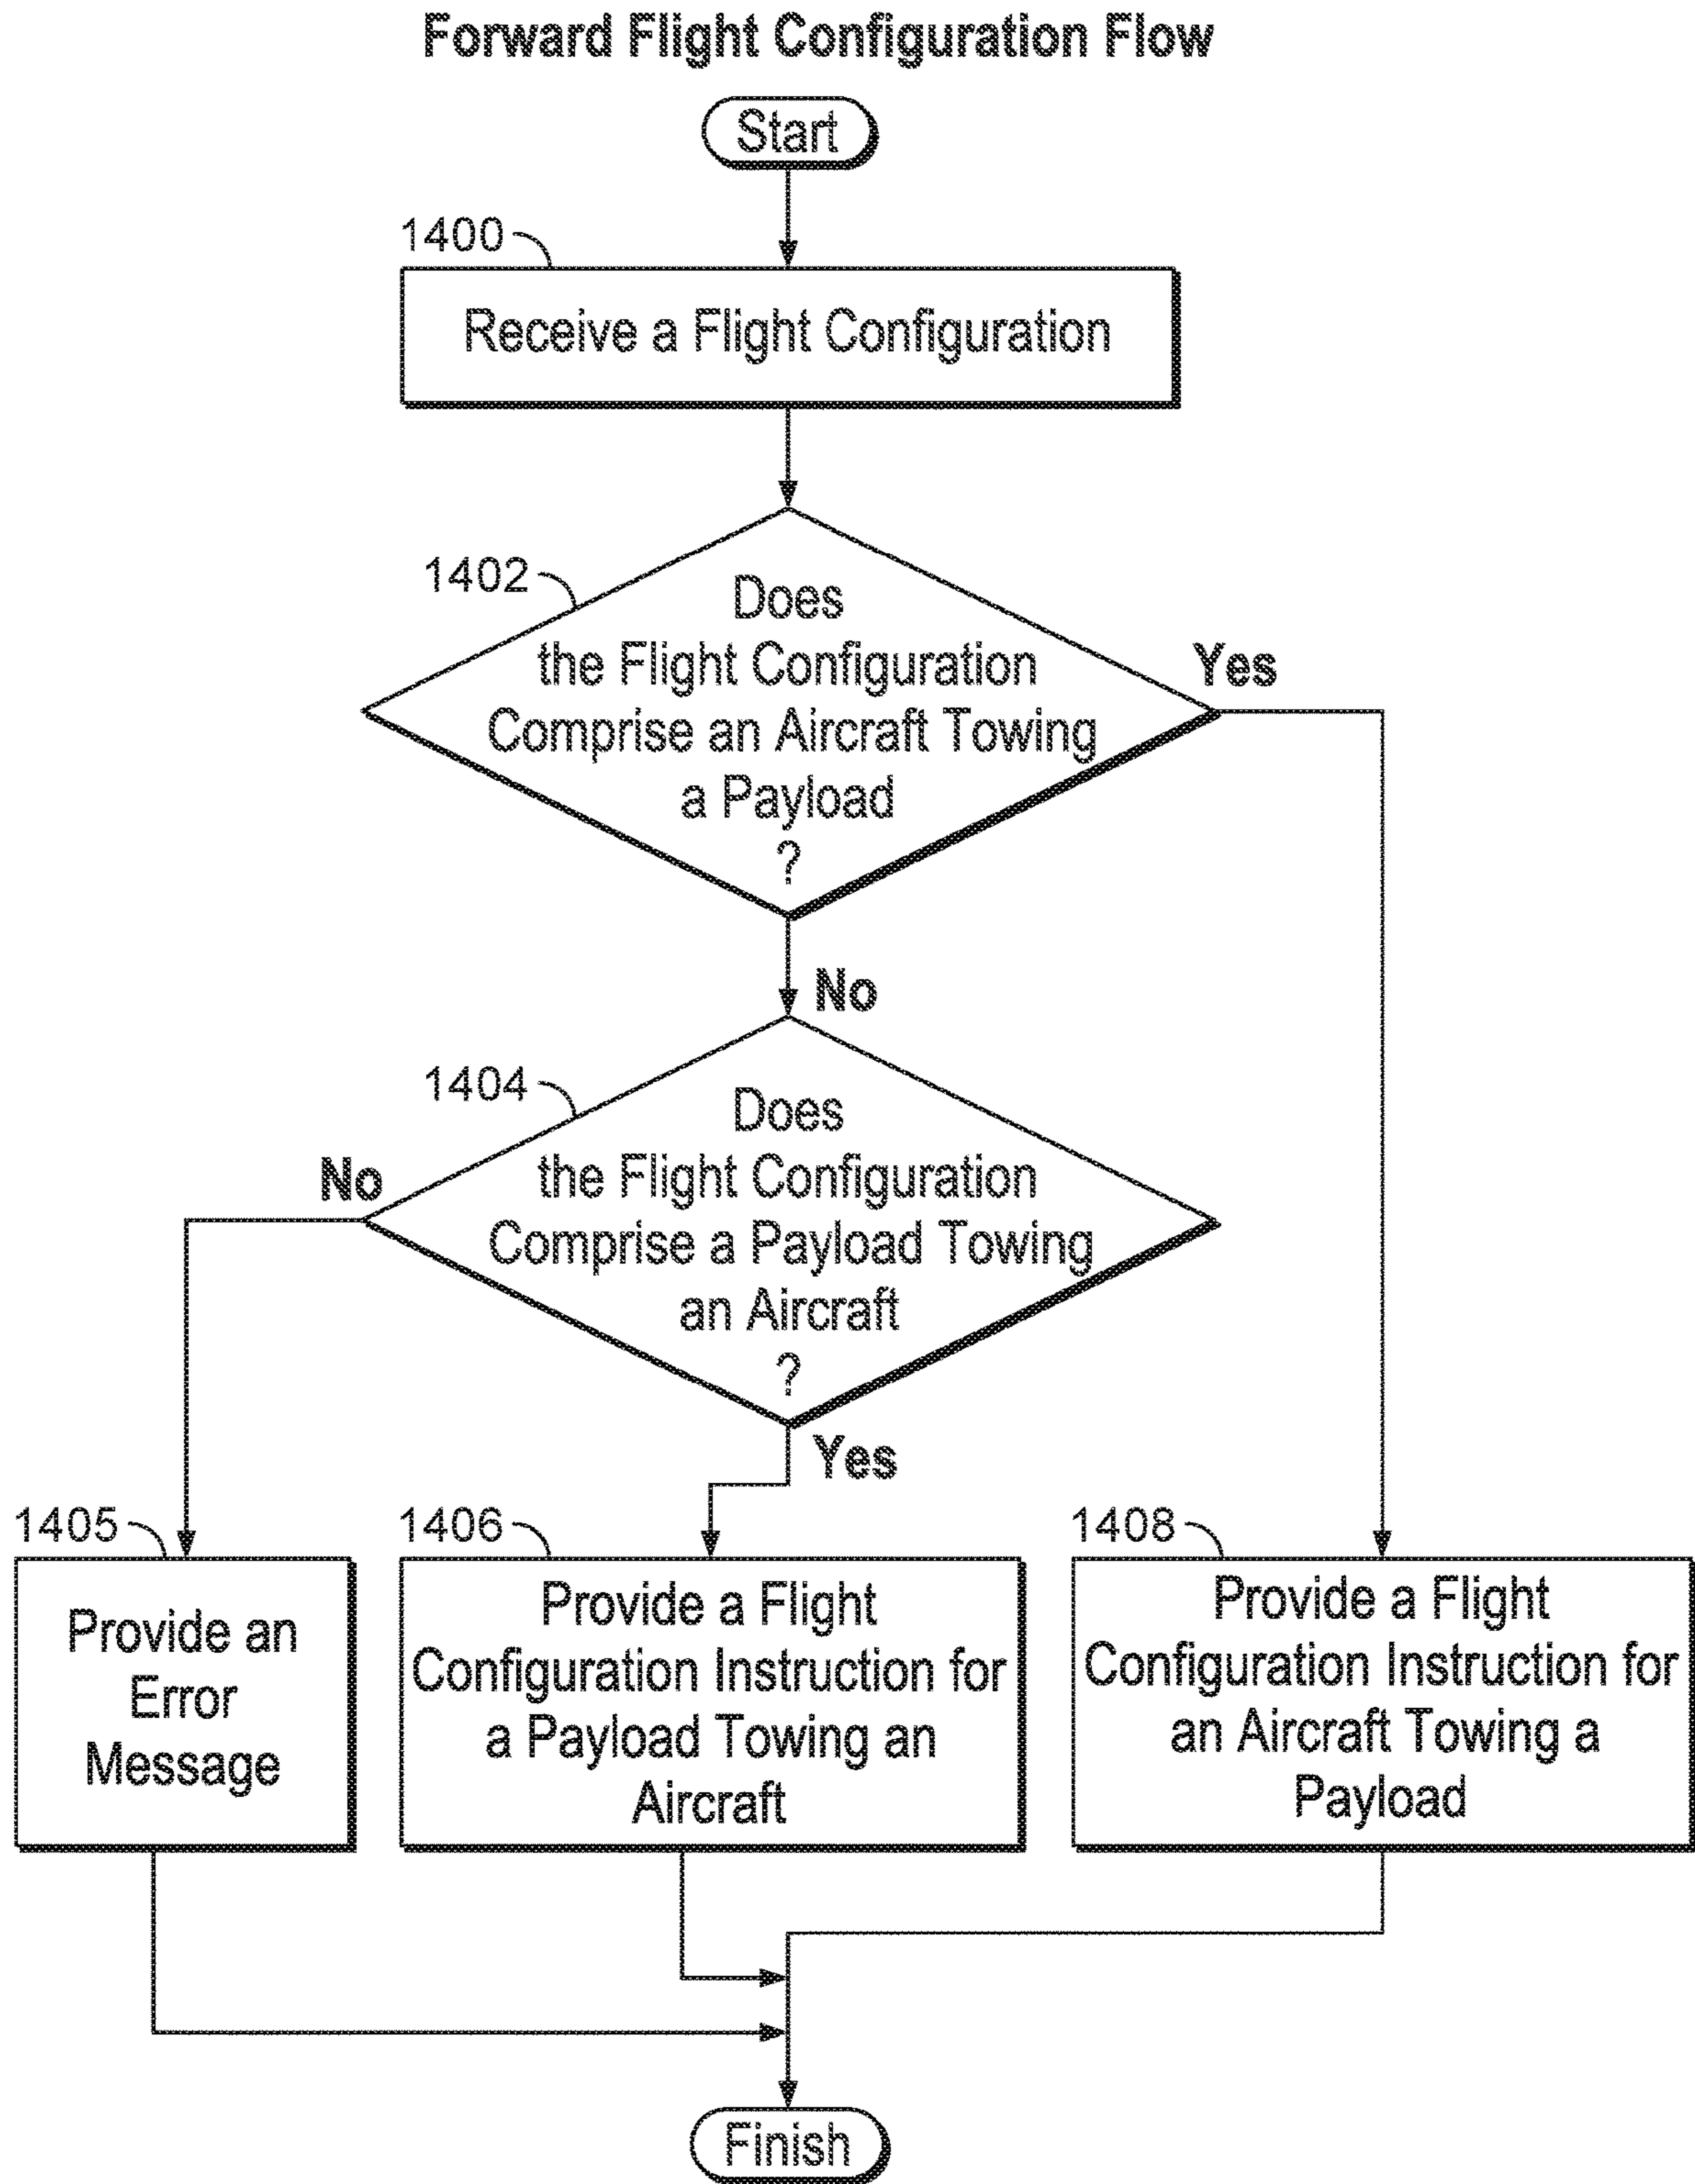 Forward Flight Configuration Flow
Start
1400
Receive a Flight Configuration
1402
Does
the Flight Configuration
Comprise an Aircraft Towing
a Payload
?
Yes
No
1404
Does
the Flight Configuration
Comprise a Payload Towing
an Aircraft
?
No
Yes
1405
Provide an
Error
Message
1406
Provide a Flight
Configuration Instruction for
a Payload Towing an
Aircraft
1408
Provide a Flight
Configuration Instruction for
an Aircraft Towing a
Payload
Finish